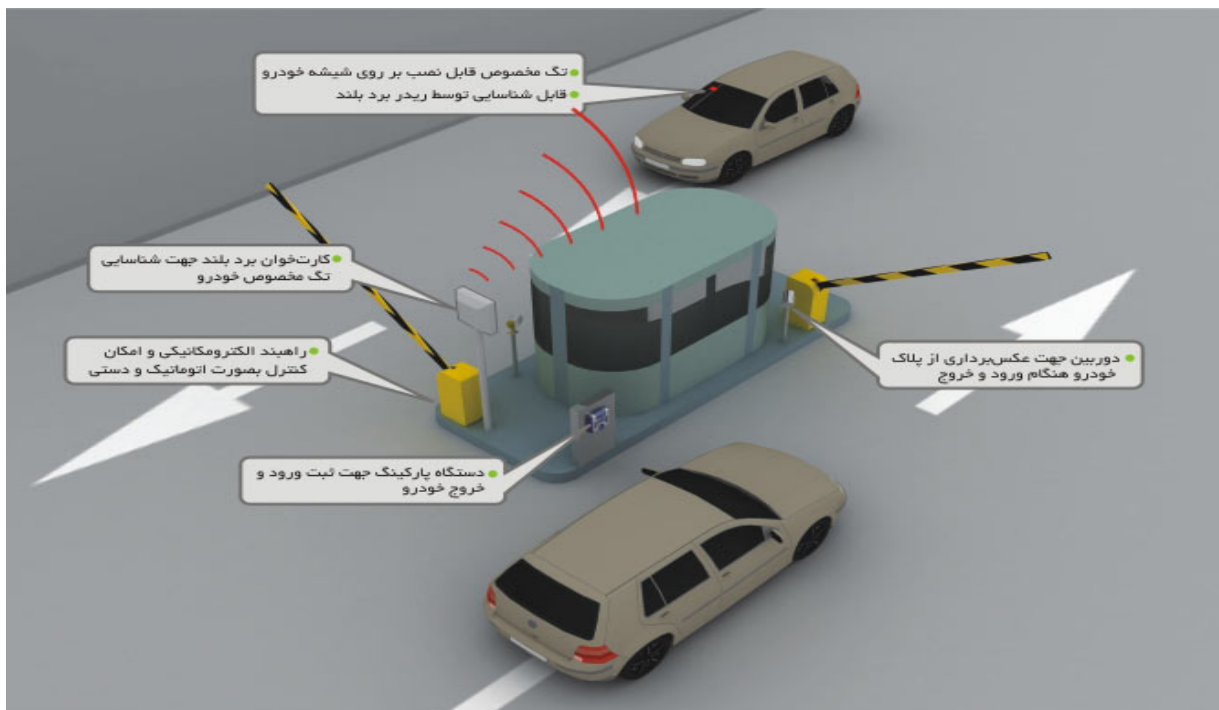 تگ مخصوص قابل نصب بر روی شیشه خودرو
قابل شناسایی توسط ریدر برد بلند
کارت‌خوان برد بلند جهت شناسایی
تگ مخصوص خودرو
راهبند الکترومکانیکی و امکان
کنترل بصورت اتوماتیک و دستی
دوربین جهت عکس‌برداری از پلاک
خودرو هنگام ورود و خروج
دستگاه پارکینگ جهت ثبت ورود و
خروج خودرو